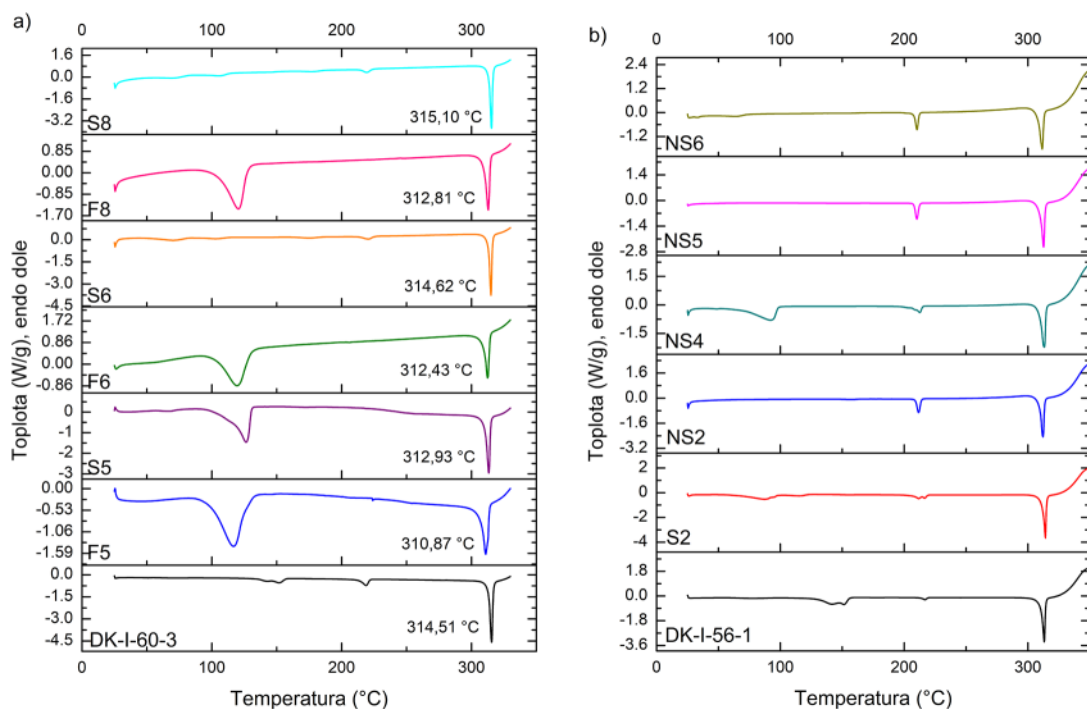 a)
0 100 200 300
1.6
0.0
-1.6
-3.2
S8
315,10 °C
0.85
0.00
-0.85
-1.70
F8
312,81 °C
0.0
-1.5
-3.0
-4.5
S6
314,62 °C
1.72
0.86
0.00
-0.86
F6
312,43 °C
0
-1
-2
-3
S5
312,93 °C
0.00
-0.53
-1.06
-1.59
F5
310,87 °C
0.0
-1.5
-3.0
-4.5
DK-I-60-3
314,51 °C
0 100 200 300
Temperatura (°C)
Toplota (W/g), endo dole
b)
0 100 200 300
2.4
1.2
0.0
-1.2
NS6
1.4
0.0
-1.4
-2.8
NS5
1.5
0.0
-1.5
NS4
1.6
0.0
-1.6
-3.2
NS2
2
0
-2
-4
S2
1.8
0.0
-1.8
-3.6
DK-I-56-1
0 100 200 300
Temperatura (°C)
Toplota (W/g), endo dole